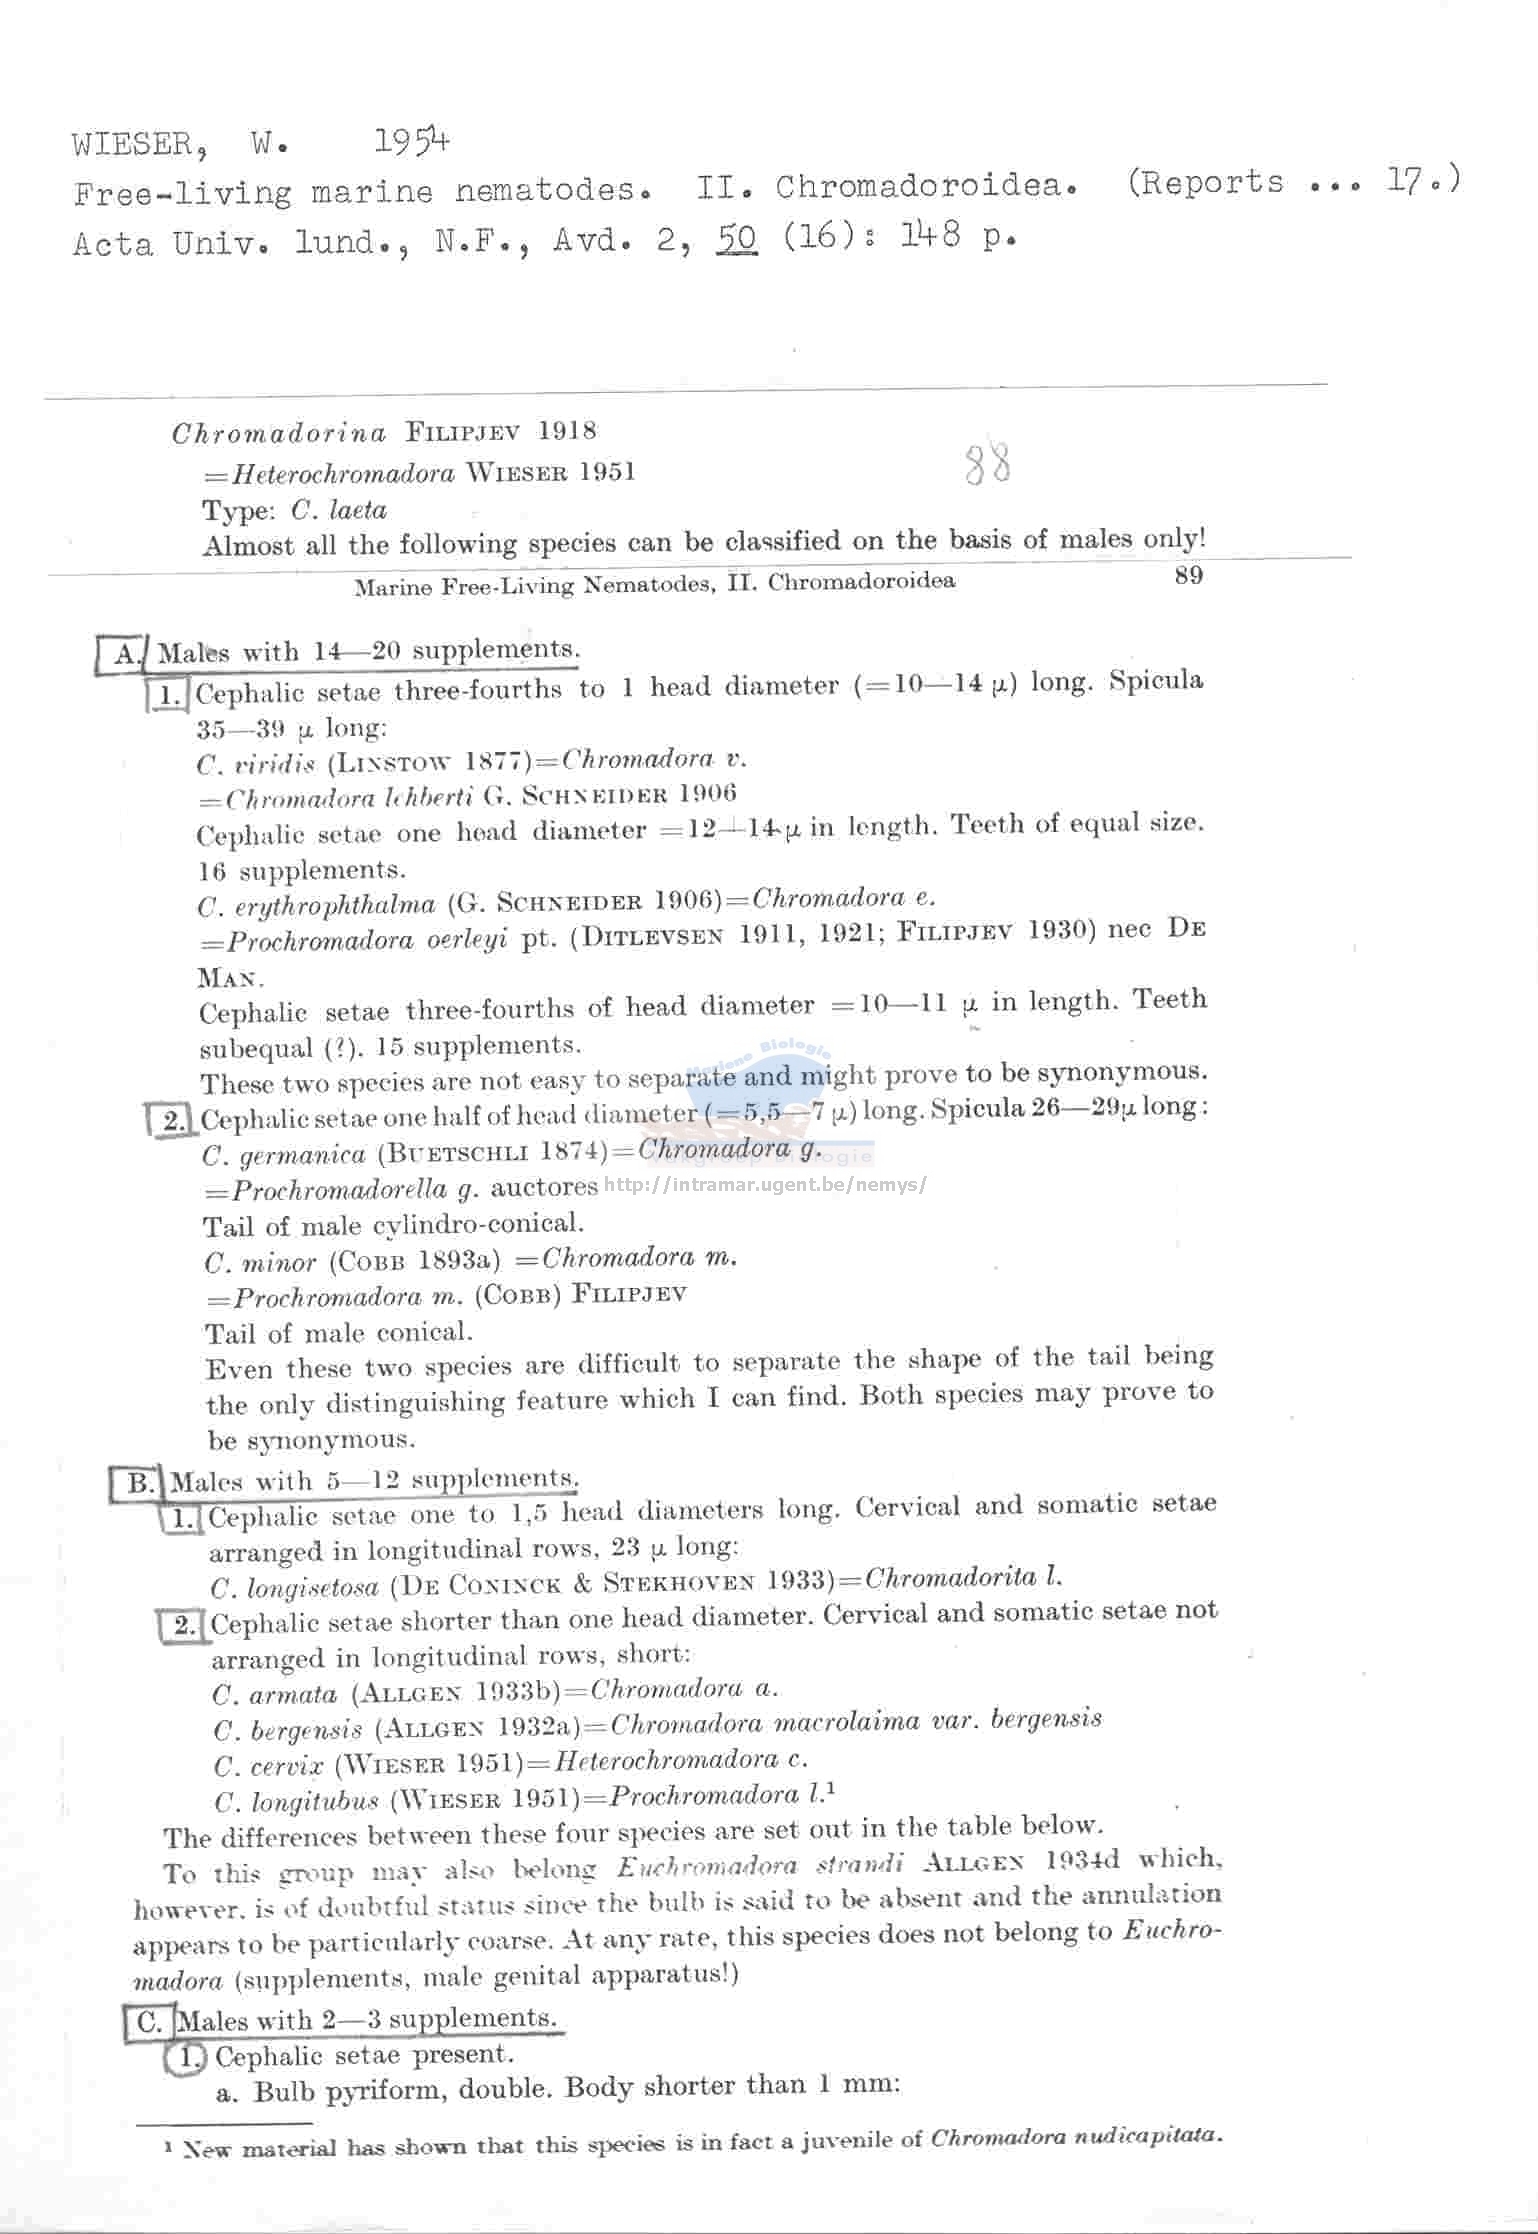 WIESER, W. 1954
Free-living marine nematodes. II. Chromadoroidea. (Reports ... 17.)
Acta Univ. lund., N.F., Avd. 2, 50 (16): 148 p.
Chromadorina FILIPJEV 1918
=Heterochromadora WIESER 1951
88
Type: C. laeta
Almost all the following species can be classified on the basis of males only!
Marine Free-Living Nematodes, II. Chromadoroidea 89
A. Males with 14—20 supplements.
1. Cephalic setae three-fourths to 1 head diameter (=10—14 μ) long. Spicula
35—39 μ long:
C. viridis (LINSTOW 1877)=Chromadora v.
=Chromadora lehberti G. SCHNEIDER 1906
Cephalic setae one head diameter =12—14 μ in length. Teeth of equal size.
16 supplements.
C. erythrophthalma (G. SCHNEIDER 1906)=Chromadora e.
=Prochromadora oerleyi pt. (DITLEVSEN 1911, 1921; FILIPJEV 1930) nec DE
MAN.
Cephalic setae three-fourths of head diameter =10—11 μ in length. Teeth
subequal (?). 15 supplements.
Mariene Biologie
These two species are not easy to separate and might prove to be synonymous.
2. Cephalic setae one half of head diameter (=5,5—7 μ) long. Spicula 26—29μ long:
C. germanica (BUETSCHLI 1874)=Chromadora g.
=Prochromadorella g. auctores
http://intramar.ugent.be/nemys/
Tail of male cylindro-conical.
C. minor (COBB 1893a) =Chromadora m.
=Prochromadora m. (COBB) FILIPJEV
Tail of male conical.
Even these two species are difficult to separate the shape of the tail being
the only distinguishing feature which I can find. Both species may prove to
be synonymous.
B. Males with 5—12 supplements.
1. Cephalic setae one to 1,5 head diameters long. Cervical and somatic setae
arranged in longitudinal rows, 23 μ long:
C. longisetosa (DE CONINCK & STEKHOVEN 1933)=Chromadorita l.
2. Cephalic setae shorter than one head diameter. Cervical and somatic setae not
arranged in longitudinal rows, short:
C. armata (ALLGEN 1933b)=Chromadora a.
C. bergensis (ALLGEN 1932a)=Chromadora macrolaima var. bergensis
C. cervix (WIESER 1951)=Heterochromadora c.
C. longitubus (WIESER 1951)=Prochromadora l.¹
The differences between these four species are set out in the table below.
To this group may also belong Euchromadora strandi ALLGEN 1934d which,
however, is of doubtful status since the bulb is said to be absent and the annulation
appears to be particularly coarse. At any rate, this species does not belong to Euchro-
madora (supplements, male genital apparatus!)
C. Males with 2—3 supplements.
1. Cephalic setae present.
a. Bulb pyriform, double. Body shorter than 1 mm:
¹ New material has shown that this species is in fact a juvenile of Chromadora nudicapitata.